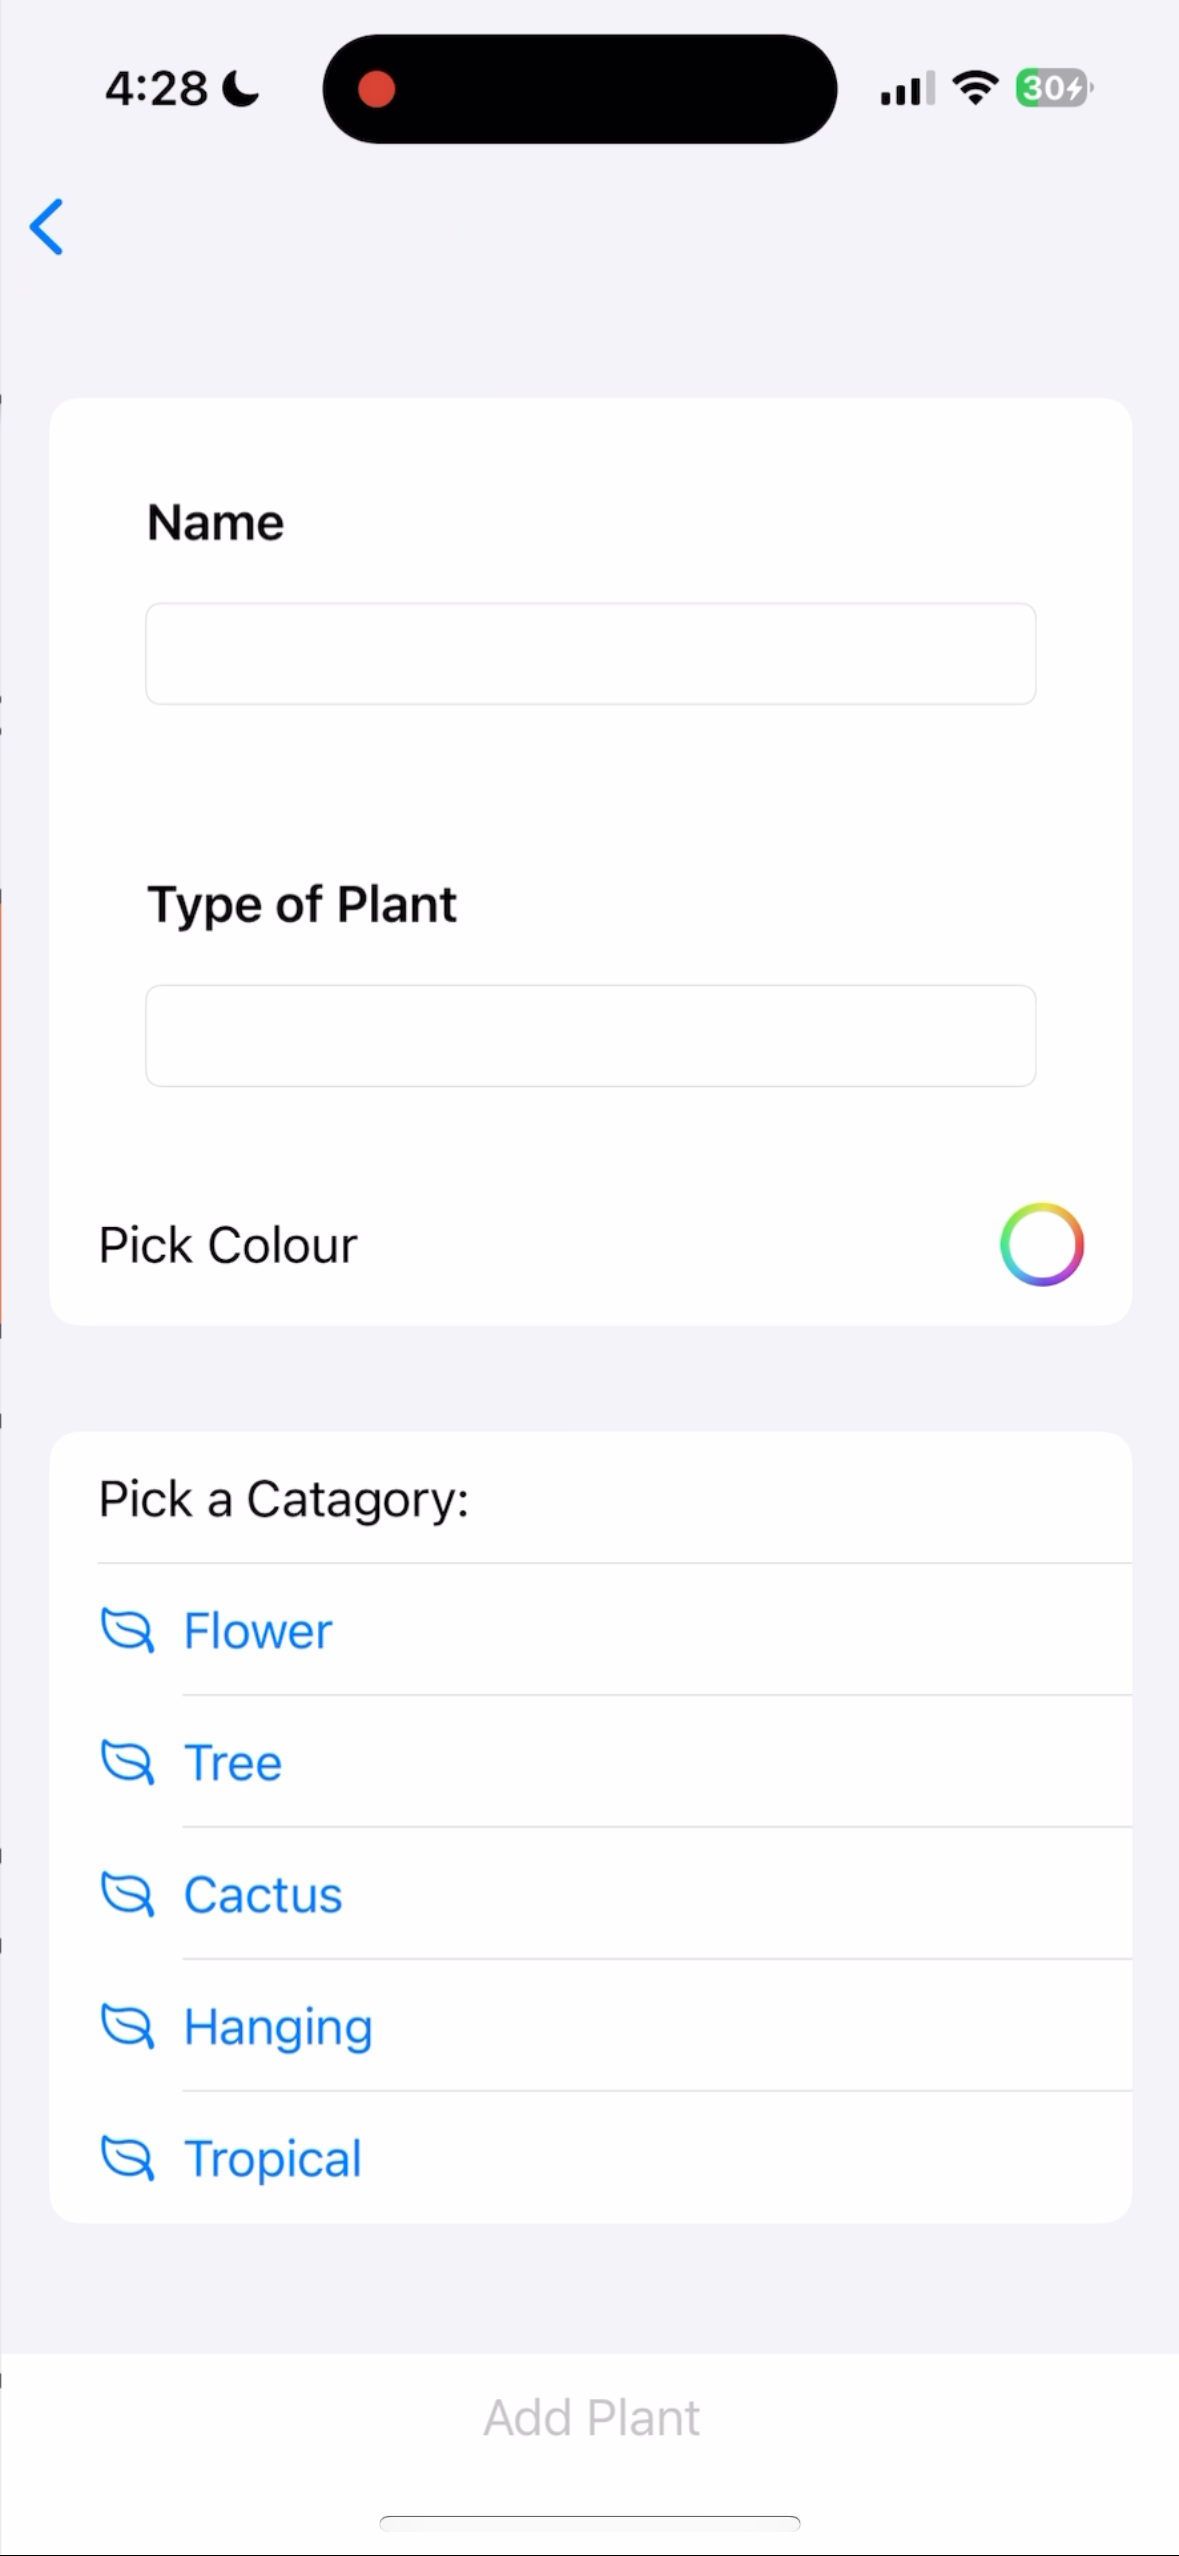 4:28
30
Name
Type of Plant
Pick Colour
Pick a Catagory:
Flower
Tree
Cactus
Hanging
Tropical
Add Plant